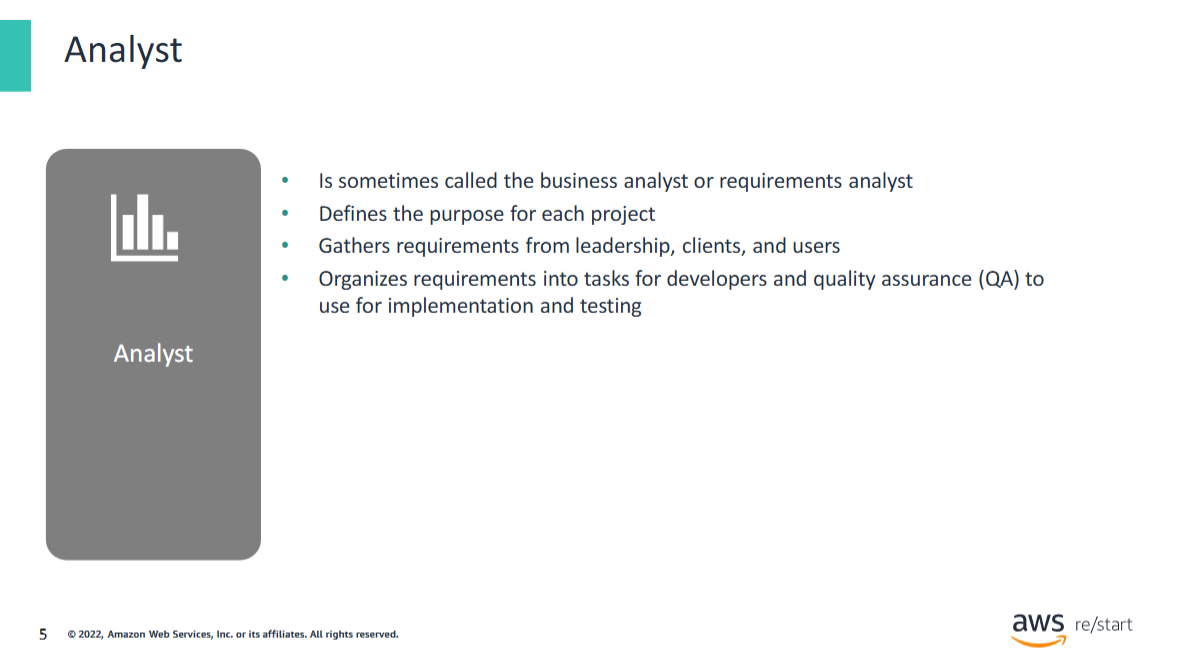 Analyst
• Is sometimes called the business analyst or requirements analyst
• Defines the purpose for each project
• Gathers requirements from leadership, clients, and users
• Organizes requirements into tasks for developers and quality assurance (QA) to
use for implementation and testing
Analyst
5 © 2022, Amazon Web Services, Inc. or its affiliates. All rights reserved.
aws re/start